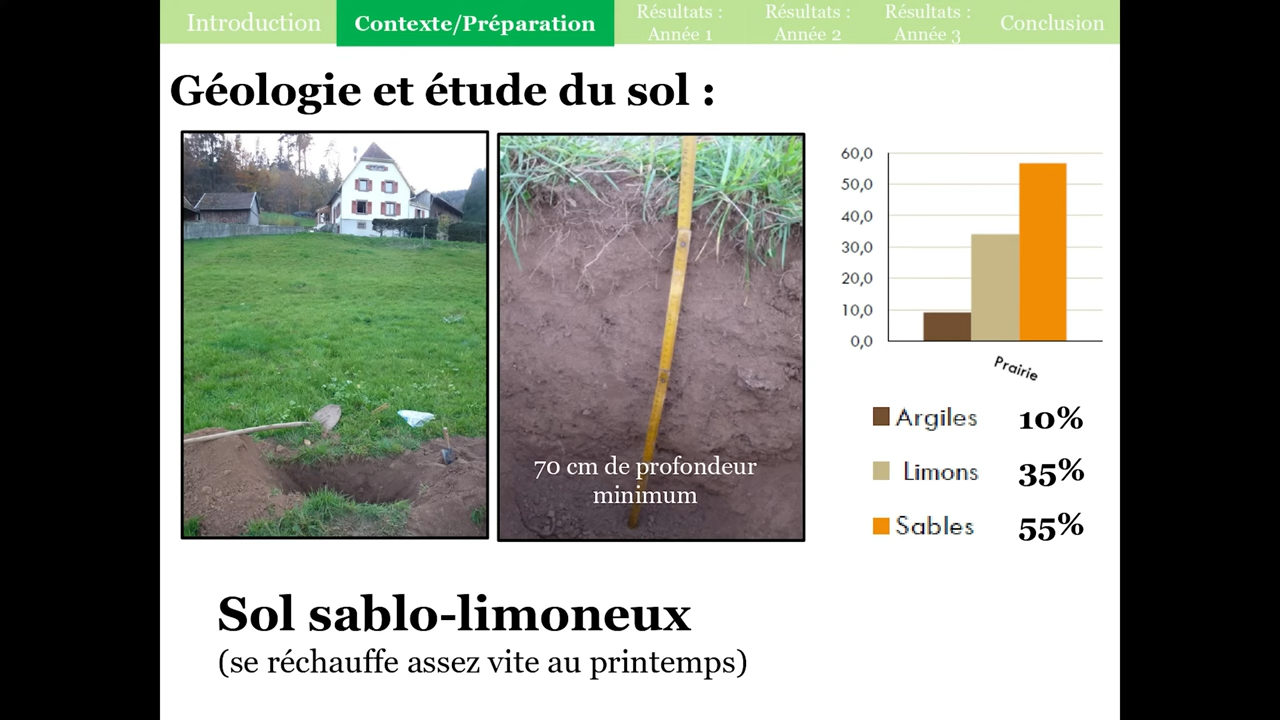 Introduction
Contexte/Préparation
Résultats :
Année 1
Résultats :
Année 2
Résultats :
Année 3
Conclusion
Géologie et étude du sol :
70 cm de profondeur
minimum
60,0
50,0
40,0
30,0
20,0
10,0
0,0
Prairie
Argiles 10%
Limons 35%
Sables 55%
Sol sablo-limoneux
(se réchauffe assez vite au printemps)